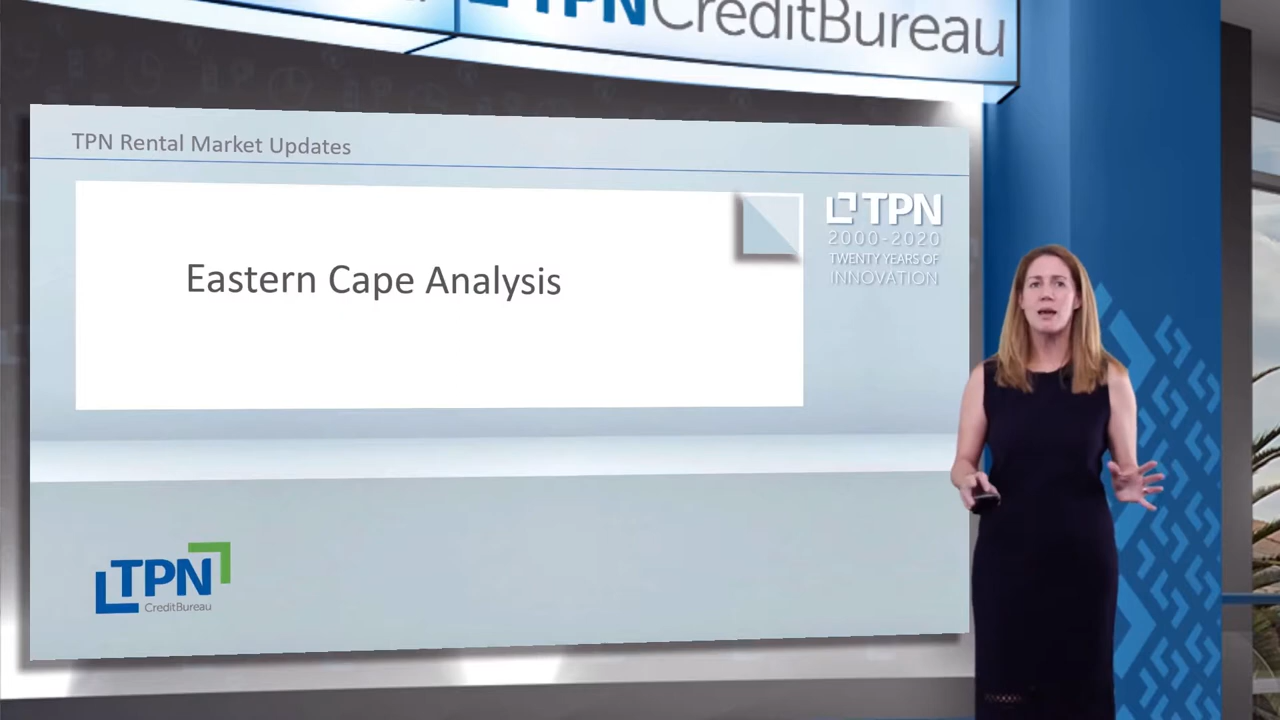 TPN CreditBureau
TPN Rental Market Updates
Eastern Cape Analysis
TPN
2000-2020
TWENTY YEARS OF
INNOVATION
TPN
CreditBureau